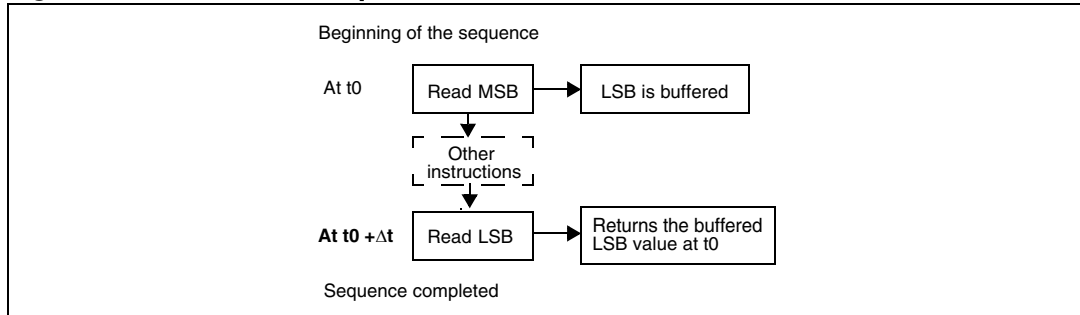 Beginning of the sequence
At t0
Read MSB
LSB is buffered
Other
instructions
At t0 +Δt
Read LSB
Returns the buffered
LSB value at t0
Sequence completed